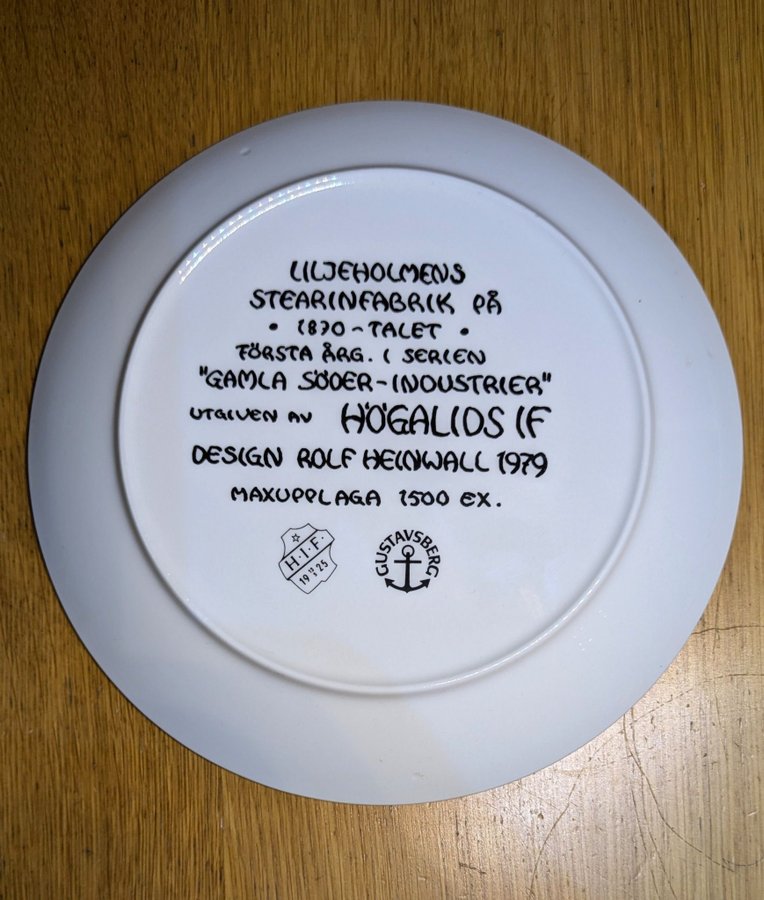 LILJEHOLMENS
STEARINFABRIK PÅ
• 1870-TALET •
FÖRSTA ÅRG. I SERIEN
"GAMLA SÖDER-INDUSTRIER"
UTGIVEN AV HÖGALIDS IF
DESIGN ROLF HEINWALL 1979
MAXUPPLAGA 1500 EX.
H.I.F.
19 25
GUSTAVSBERG